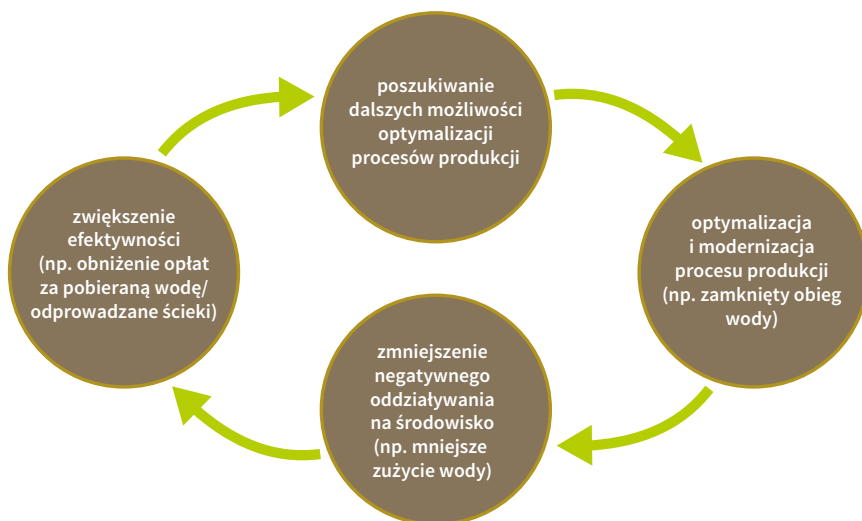 poszukiwanie
dalszych możliwości
optymalizacji
procesów produkcji
optymalizacja
i modernizacja
procesu produkcji
(np. zamknięty obieg
wody)
zmniejszenie
negatywnego
oddziaływania
na środowisko
(np. mniejsze
zużycie wody)
zwiększenie
efektywności
(np. obniżenie opłat
za pobieraną wodę/
odprowadzane ścieki)